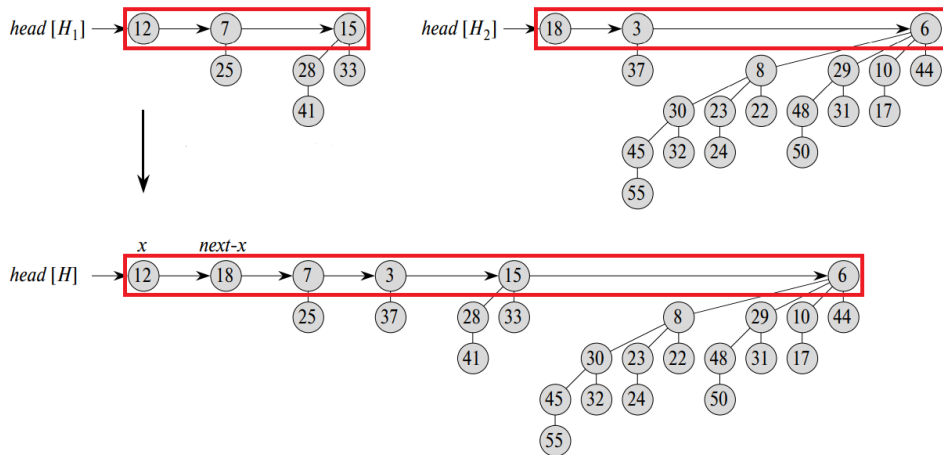 head [H1] 12 7 15 head [H2] 18 3 6
25 28 33 37 8 29 10 44
41 30 23 22 48 31 17
45 32 24 50
55
x next-x
head [H] 12 18 7 3 15 6
25 37 28 33 8 29 10 44
41 30 23 22 48 31 17
45 32 24 50
55